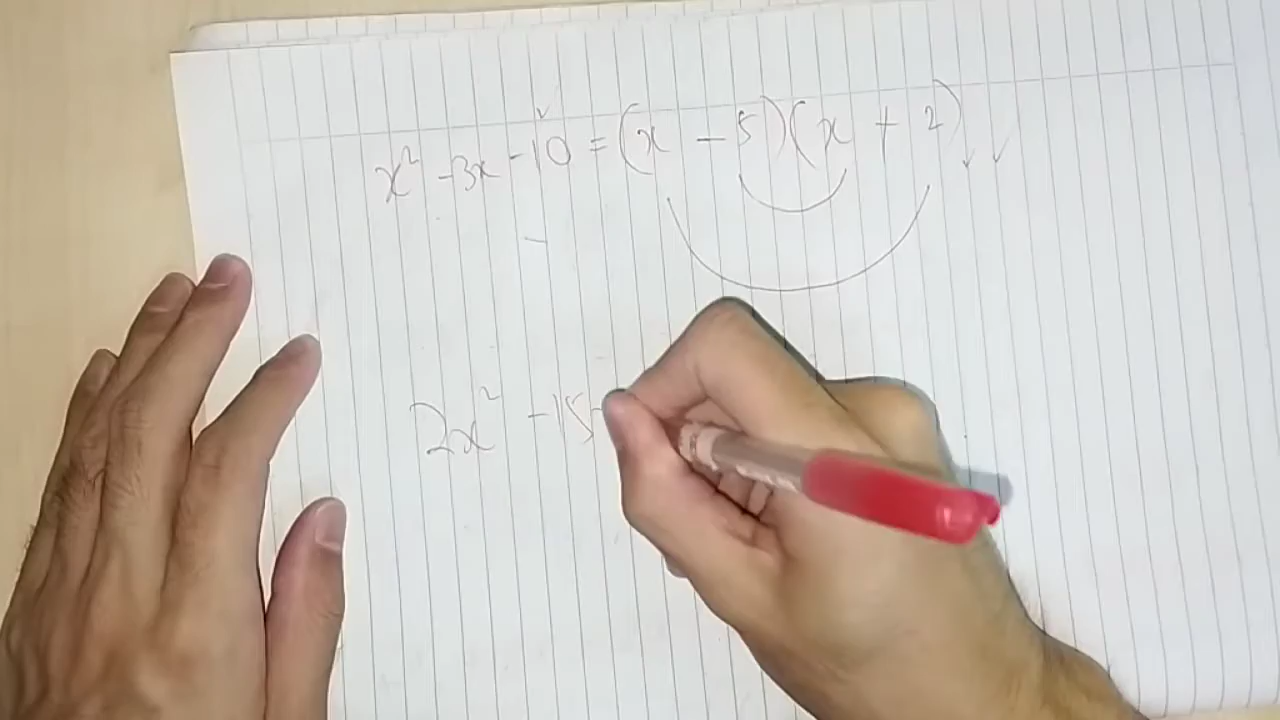 x² -3x -10 = (x - 5)(x + 2)
2x² -15